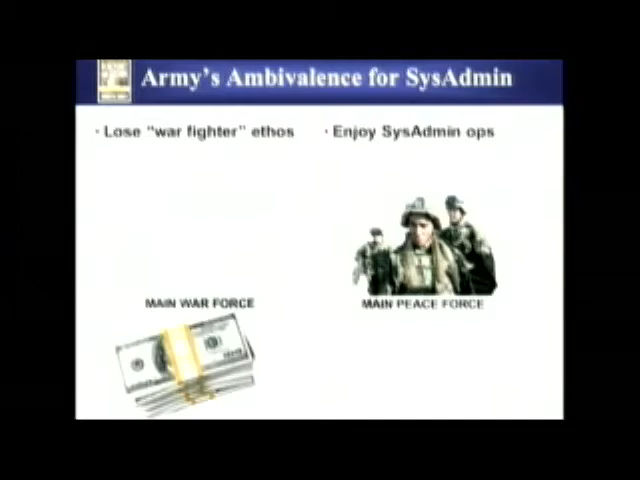 Army's Ambivalence for SysAdmin
· Lose "war fighter" ethos
· Enjoy SysAdmin ops
MAIN WAR FORCE
MAIN PEACE FORCE